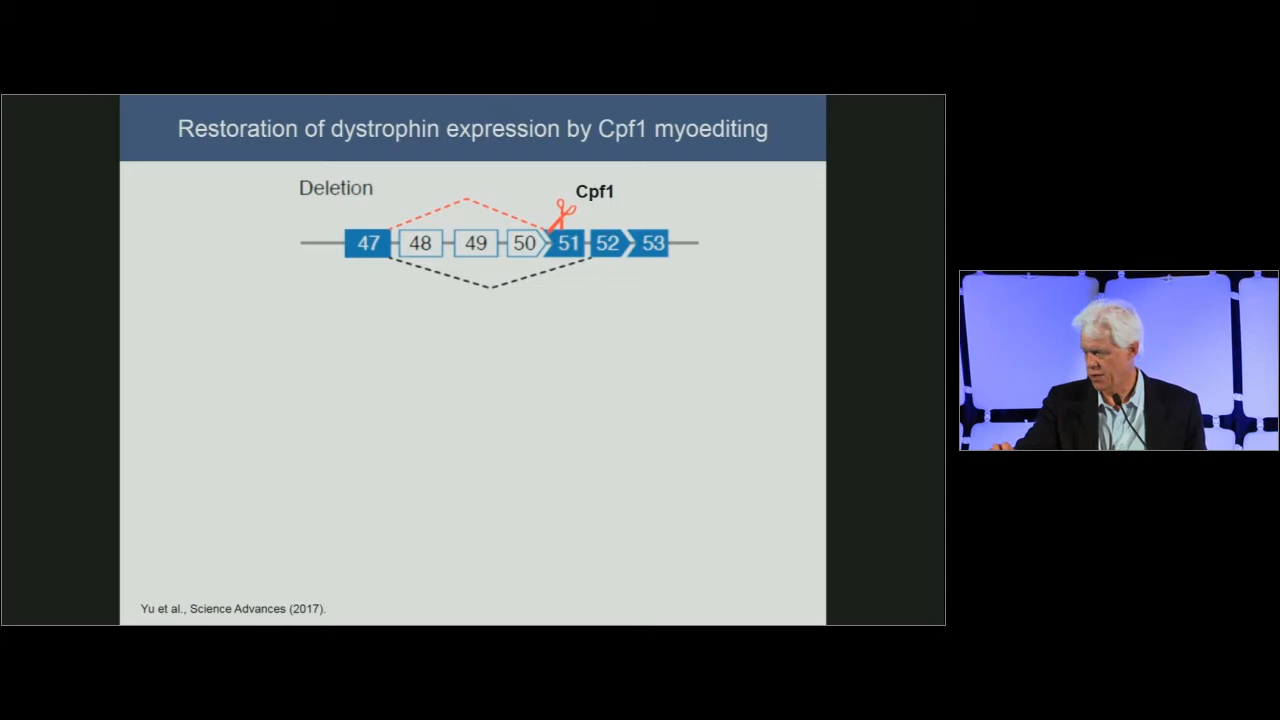 Restoration of dystrophin expression by Cpf1 myoediting
Deletion
Cpf1
47 48 49 50 51 52 53
Yu et al., Science Advances (2017).